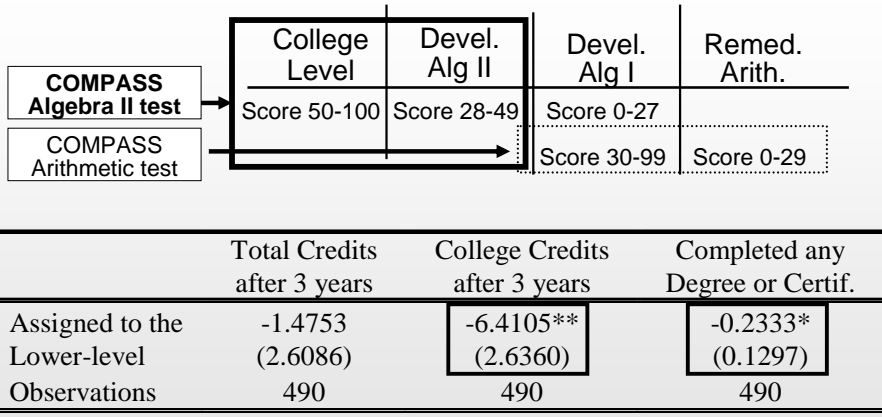 College Devel. Devel. Remed.
Level Alg II Alg I Arith.
COMPASS
Algebra II test
Score 50-100 Score 28-49 Score 0-27
COMPASS
Arithmetic test
Score 30-99 Score 0-29
Total Credits College Credits Completed any
after 3 years after 3 years Degree or Certif.
Assigned to the -1.4753 -6.4105** -0.2333*
Lower-level (2.6086) (2.6360) (0.1297)
Observations 490 490 490